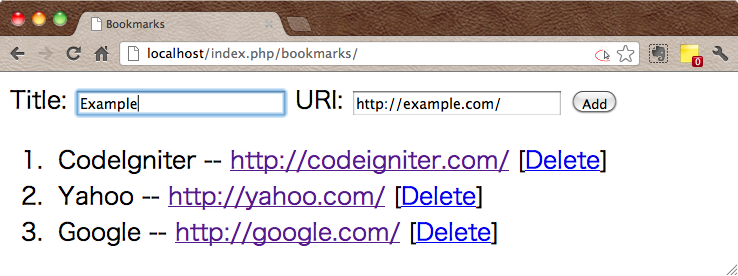 Bookmarks
localhost/index.php/bookmarks/
0
Title: Example URI: http://example.com/ Add
1. CodeIgniter -- http://codeigniter.com/ [Delete]
2. Yahoo -- http://yahoo.com/ [Delete]
3. Google -- http://google.com/ [Delete]